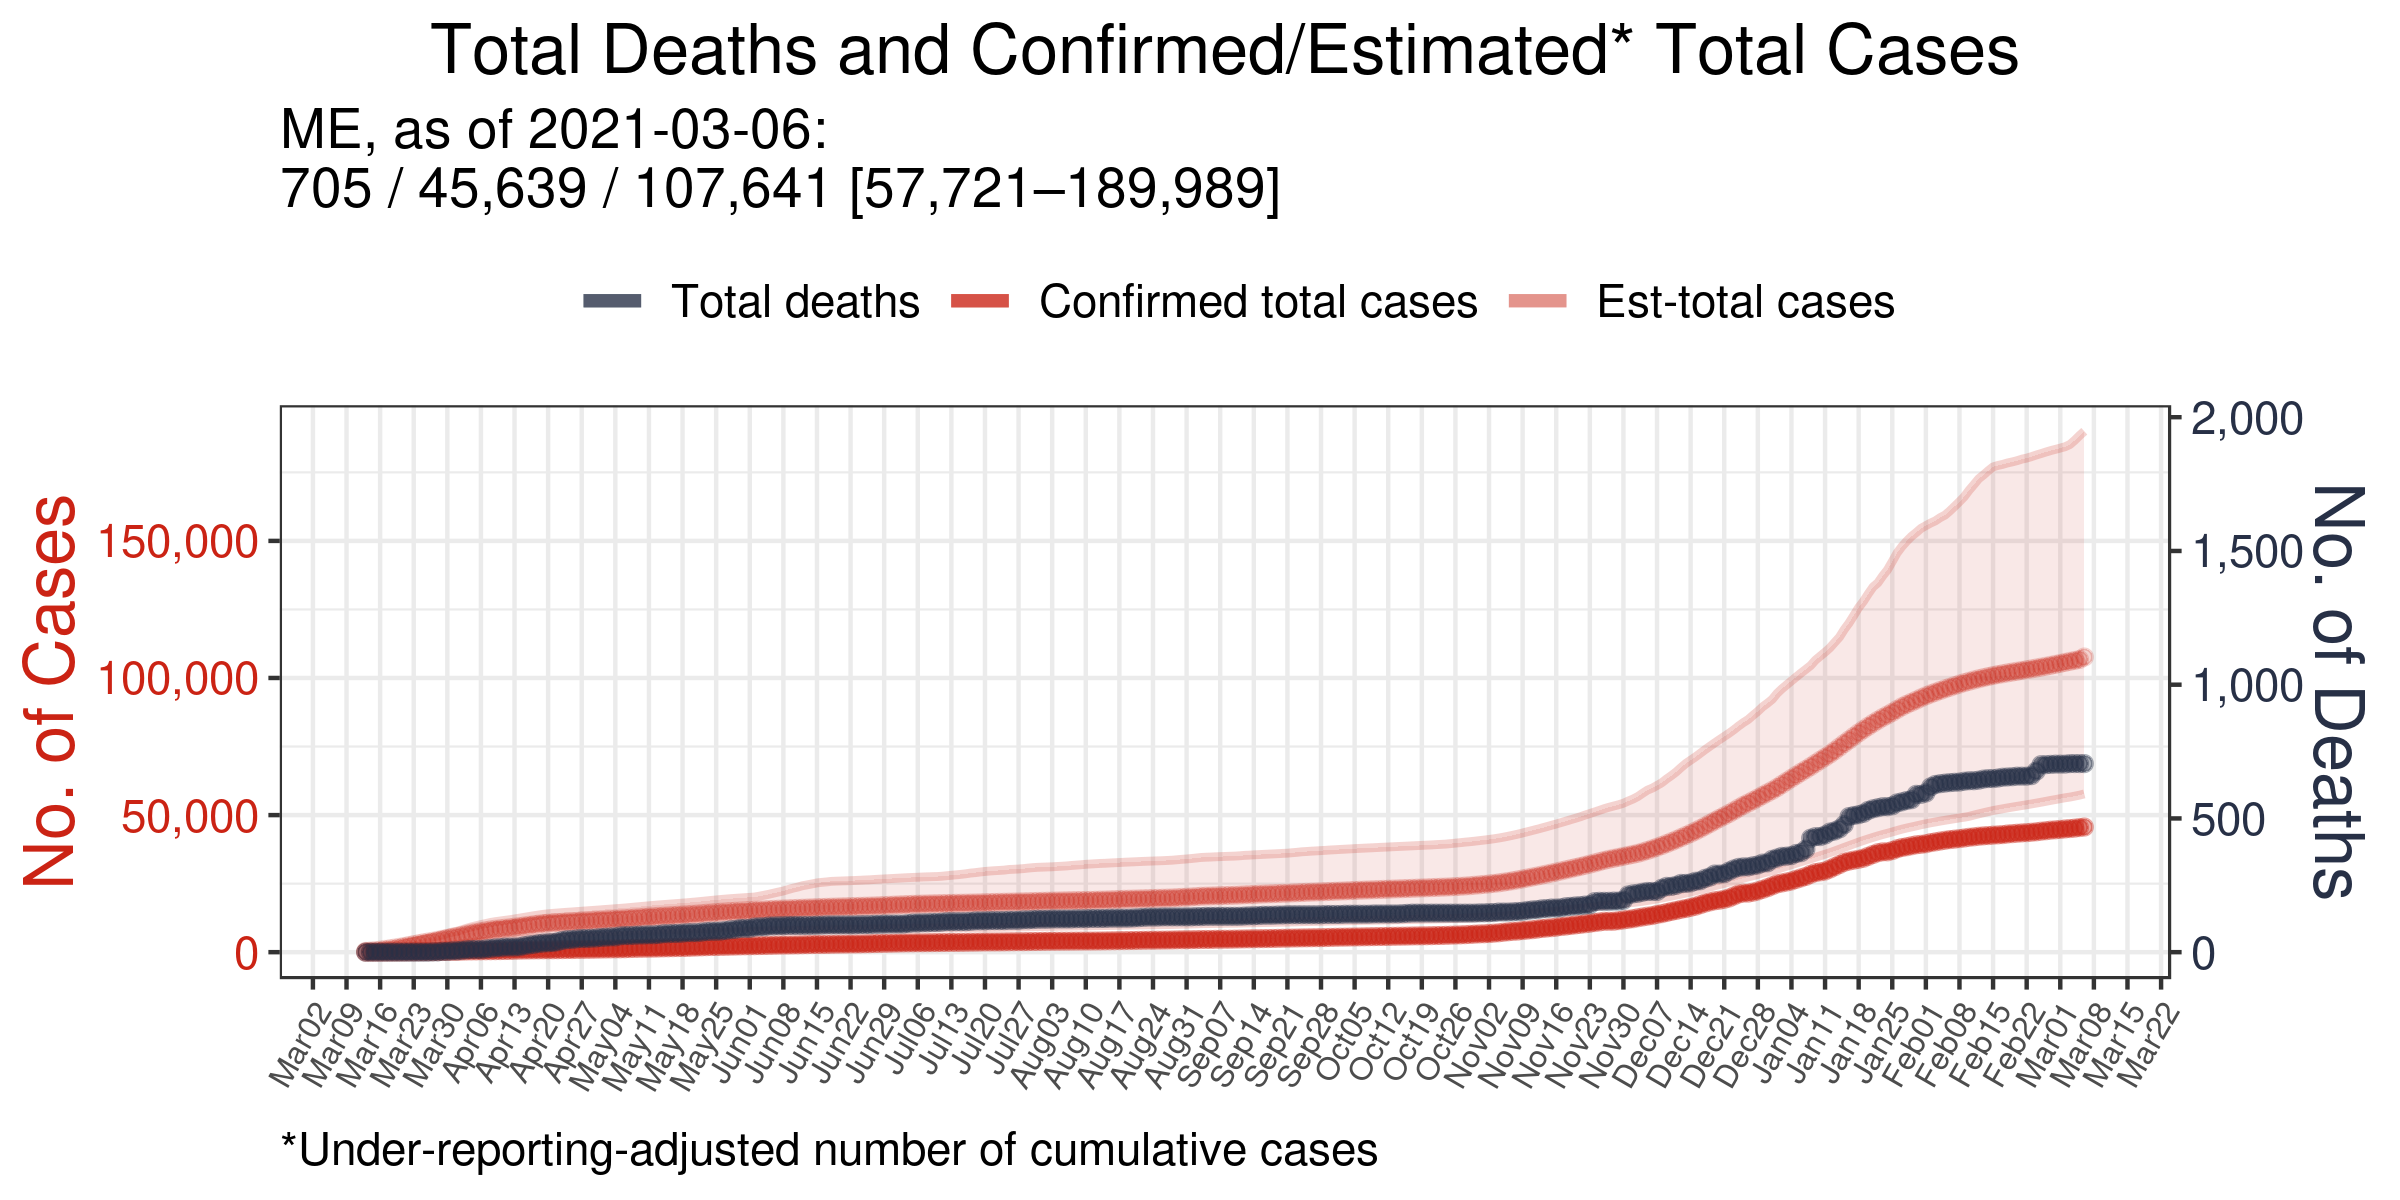 Total Deaths and Confirmed/Estimated* Total Cases
ME, as of 2021-03-06:
705 / 45,639 / 107,641 [57,721–189,989]
Total deaths
Confirmed total cases
Est-total cases
No. of Cases
150,000
100,000
50,000
0
2,000
1,500
1,000
500
0
No. of Deaths
Mar02
Mar09
Mar16
Mar23
Mar30
Apr06
Apr13
Apr20
Apr27
May04
May11
May18
May25
Jun01
Jun08
Jun15
Jun22
Jun29
Jul06
Jul13
Jul20
Jul27
Aug03
Aug10
Aug17
Aug24
Aug31
Sep07
Sep14
Sep21
Sep28
Oct05
Oct12
Oct19
Oct26
Nov02
Nov09
Nov16
Nov23
Nov30
Dec07
Dec14
Dec21
Dec28
Jan04
Jan11
Jan18
Jan25
Feb01
Feb08
Feb15
Feb22
Mar01
Mar08
Mar15
Mar22
*Under-reporting-adjusted number of cumulative cases